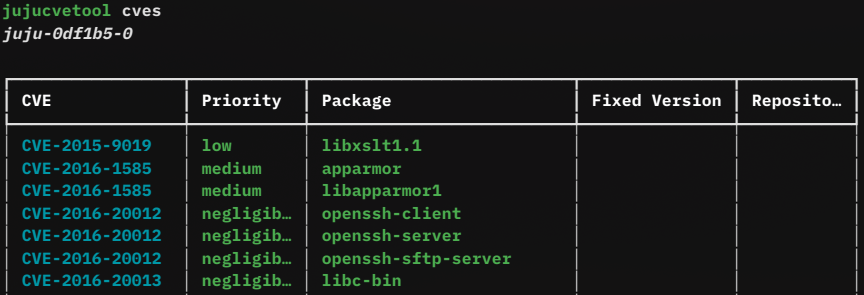 jujucvetool cves
juju-0df1b5-0
CVE Priority Package Fixed Version Reposito…
CVE-2015-9019 low libxslt1.1
CVE-2016-1585 medium apparmor
CVE-2016-1585 medium libapparmor1
CVE-2016-20012 negligib… openssh-client
CVE-2016-20012 negligib… openssh-server
CVE-2016-20012 negligib… openssh-sftp-server
CVE-2016-20013 negligib… libc-bin